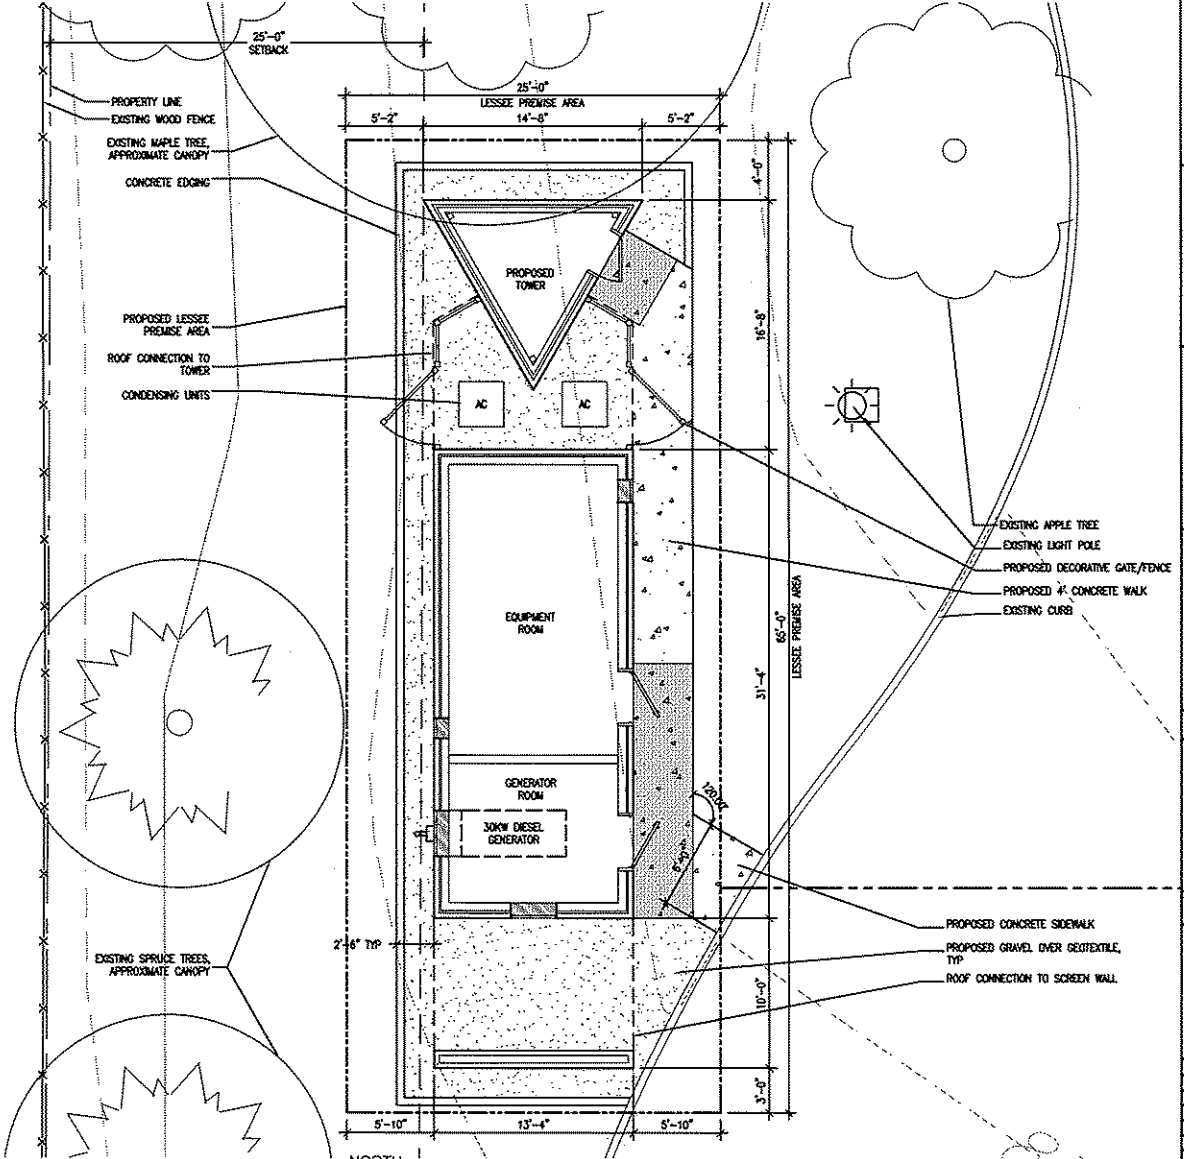 25'-0"
SETBACK
25'-0"
LESSEE PREMISE AREA
5'-2"
14'-8"
5'-2"
PROPERTY LINE
EXISTING WOOD FENCE
EXISTING MAPLE TREE,
APPROXIMATE CANOPY
CONCRETE EDGING
4'-0"
PROPOSED
TOWER
PROPOSED LESSEE
PREMISE AREA
16'-8"
ROOF CONNECTION TO
TOWER
CONDENSING UNITS
AC
AC
EXISTING APPLE TREE
EXISTING LIGHT POLE
PROPOSED DECORATIVE GATE/FENCE
PROPOSED 4' CONCRETE WALK
EXISTING CURB
EQUIPMENT
ROOM
65'-0"
LESSEE PREMISE AREA
31'-4"
GENERATOR
ROOM
30KW DIESEL
GENERATOR
120.00°
PROPOSED CONCRETE SIDEWALK
2'-6" TYP
PROPOSED GRAVEL OVER GEOTEXTILE,
TYP
EXISTING SPRUCE TREES,
APPROXIMATE CANOPY
ROOF CONNECTION TO SCREEN WALL
10'-0"
3'-0"
5'-10"
13'-4"
5'-10"
NORTH